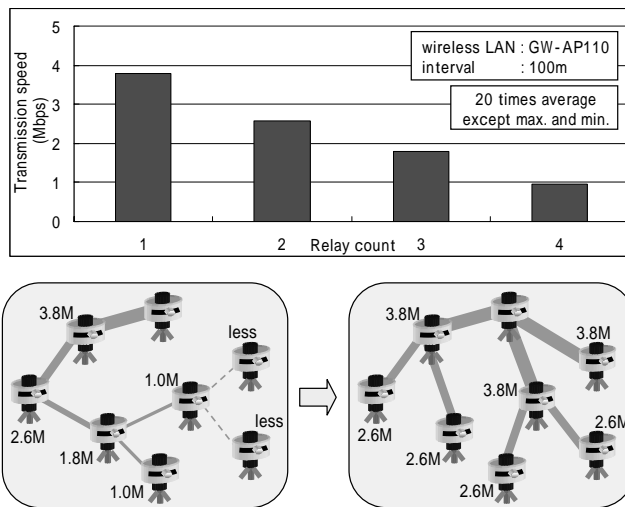 Transmission speed
(Mbps)
5
4
3
2
1
0
wireless LAN : GW-AP110
interval : 100m
20 times average
except max. and min.
1
2
Relay count
3
4
3.8M
less
1.0M
less
2.6M
1.8M
1.0M
3.8M
3.8M
3.8M
2.6M
2.6M
2.6M
2.6M